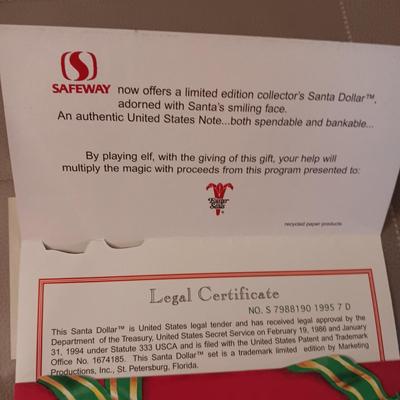 SAFEWAY now offers a limited edition collector's Santa Dollar™,
adorned with Santa's smiling face.
An authentic United States Note...both spendable and bankable...
By playing elf, with the giving of this gift, your help will
multiply the magic with proceeds from this program presented to:
Easter
Seals
recycled paper products
Legal Certificate
NO. S 7988190 1995 7 D
This Santa Dollar™ is United States legal tender and has received legal approval by the
Department of the Treasury, United States Secret Service on February 19, 1986 and January
31, 1994 under Statute 333 USCA and is filed with the United States Patent and Trademark
Office No. 1674185. This Santa Dollar™ set is a trademark limited edition by Marketing
Productions, Inc., St. Petersburg, Florida.